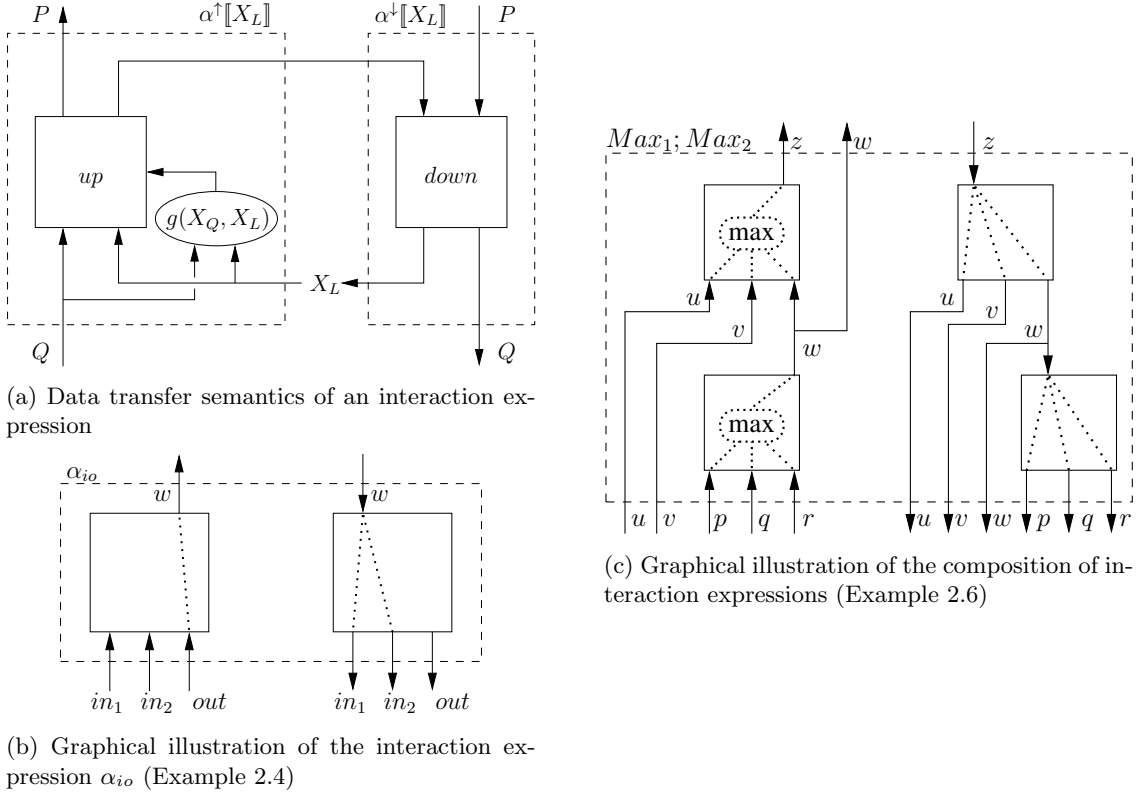 P α↑⟦X_L⟧ α↓⟦X_L⟧ P
up
g(X_Q, X_L)
down
X_L
Q Q
(a) Data transfer semantics of an interaction ex-
pression
α_io
w w
in_1 in_2 out in_1 in_2 out
(b) Graphical illustration of the interaction ex-
pression α_io (Example 2.4)
Max_1; Max_2 z w z
max
u v w u v w
max
u v p q r u v w p q r
(c) Graphical illustration of the composition of in-
teraction expressions (Example 2.6)